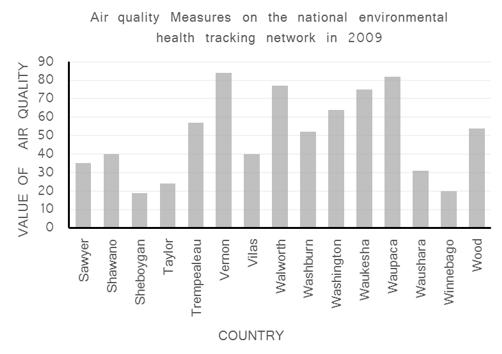 Air quality Measures on the national environmental
health tracking network in 2009
VALUE OF AIR QUALITY
90
80
70
60
50
40
30
20
10
0
Sawyer
Shawano
Sheboygan
Taylor
Trempealeau
Vernon
Vilas
Walworth
Washburn
Washington
Waukesha
Waupaca
Waushara
Winnebago
Wood
COUNTRY